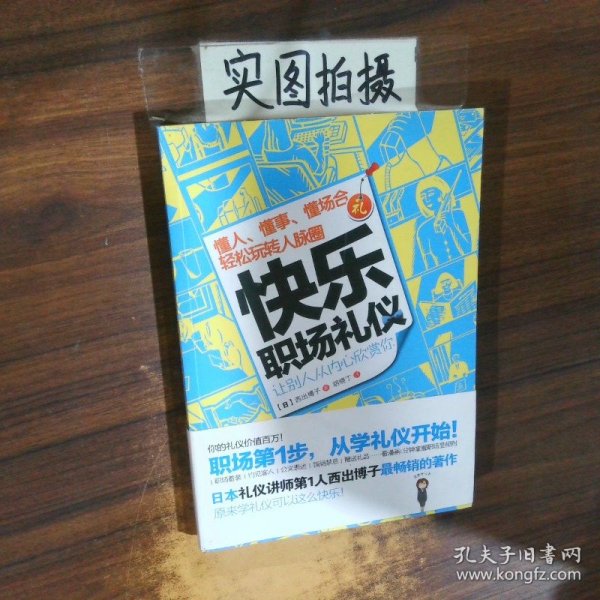 实图拍摄
懂人、懂事、懂场合
礼
轻松玩转人脉圈
快乐
职场礼仪
让别人从内心欣赏你
[日]西出博子 著
你的礼仪价值百万!
职场第1步，从学礼仪开始!
日本礼仪讲师第1人西出博子最畅销的著作
原来学礼仪可以这么快乐!
孔夫子旧书网
www.kongfz.com